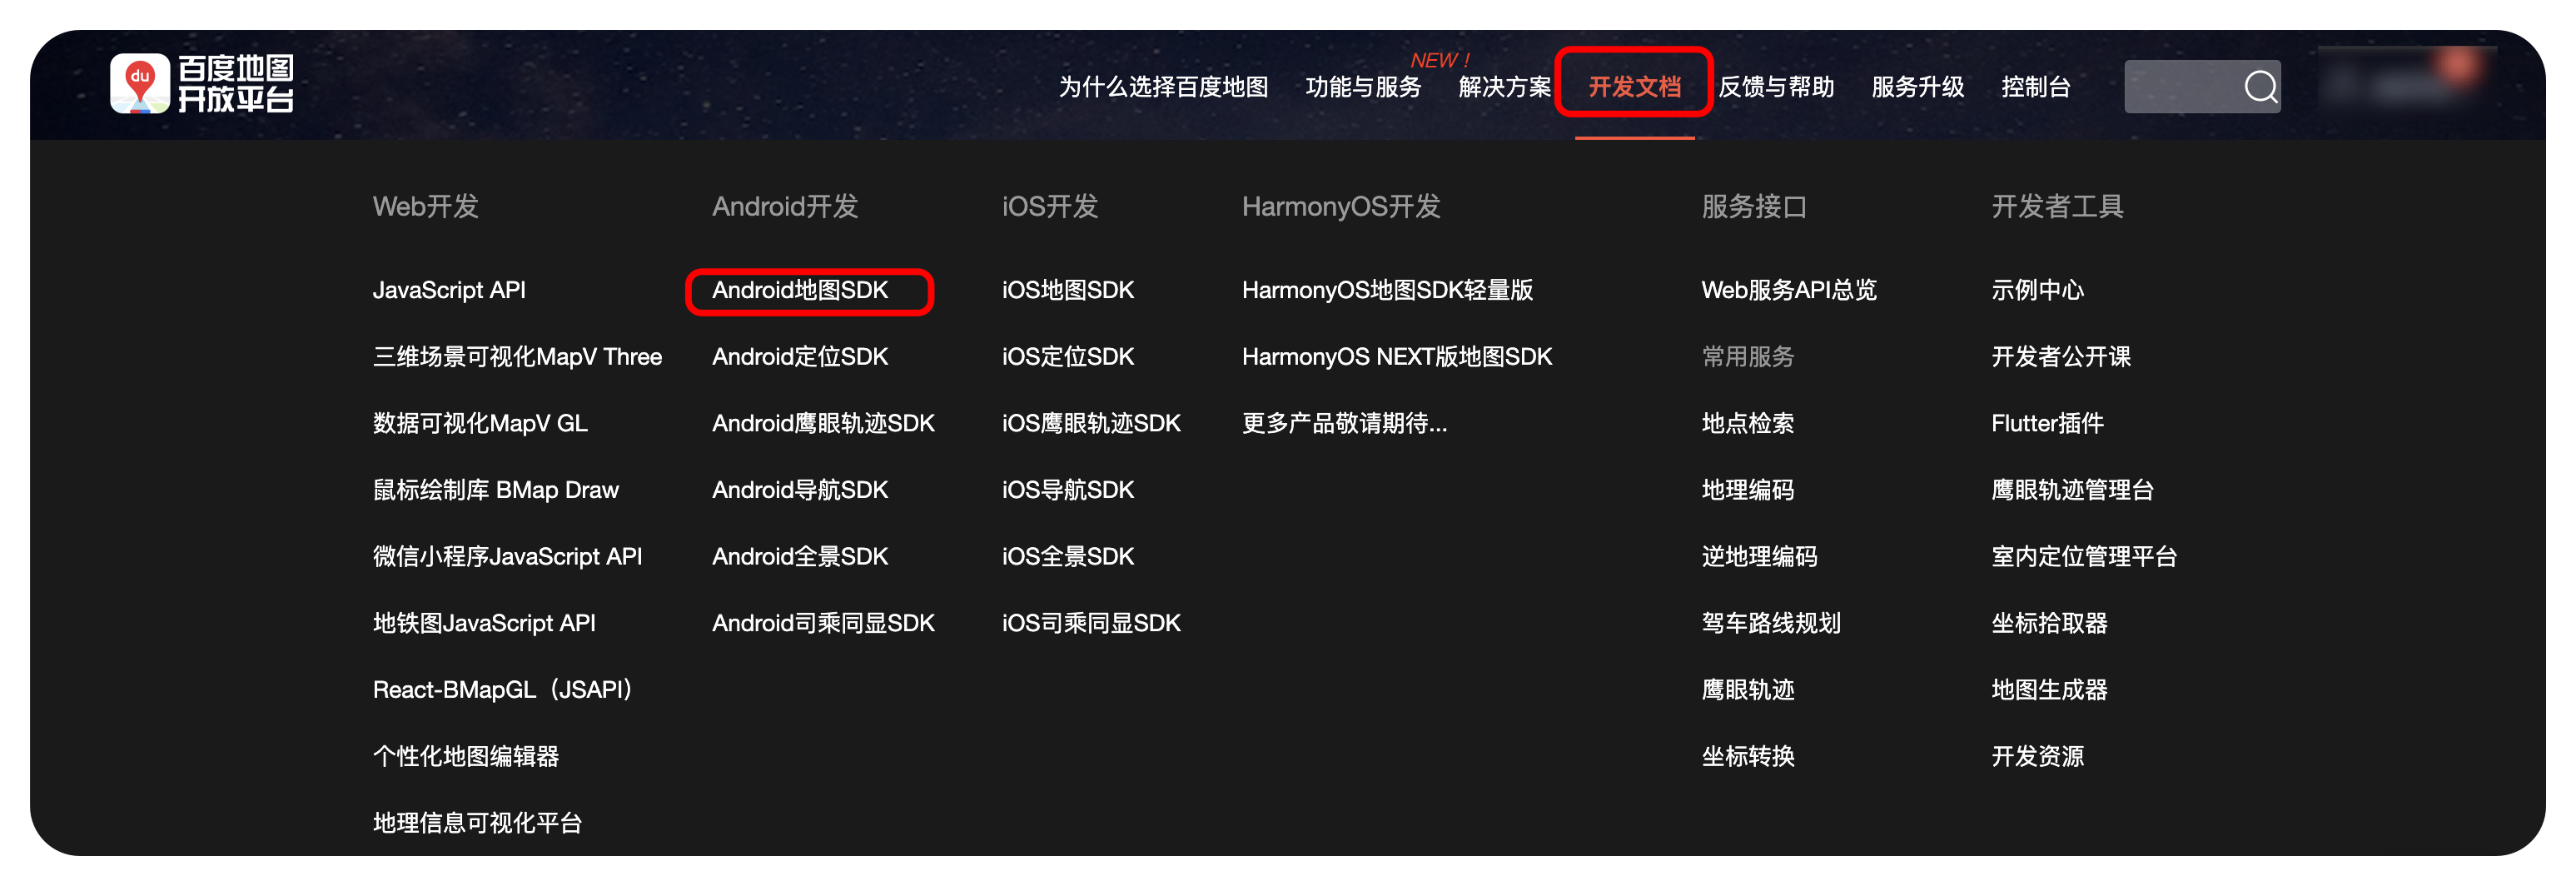 du
百度地图
开放平台
为什么选择百度地图
功能与服务
NEW !
解决方案
开发文档
反馈与帮助
服务升级
控制台
Web开发
JavaScript API
三维场景可视化MapV Three
数据可视化MapV GL
鼠标绘制库 BMap Draw
微信小程序JavaScript API
地铁图JavaScript API
React-BMapGL（JSAPI）
个性化地图编辑器
地理信息可视化平台
Android开发
Android地图SDK
Android定位SDK
Android鹰眼轨迹SDK
Android导航SDK
Android全景SDK
Android司乘同显SDK
iOS开发
iOS地图SDK
iOS定位SDK
iOS鹰眼轨迹SDK
iOS导航SDK
iOS全景SDK
iOS司乘同显SDK
HarmonyOS开发
HarmonyOS地图SDK轻量版
HarmonyOS NEXT版地图SDK
更多产品敬请期待...
服务接口
Web服务API总览
常用服务
地点检索
地理编码
逆地理编码
驾车路线规划
鹰眼轨迹
坐标转换
开发者工具
示例中心
开发者公开课
Flutter插件
鹰眼轨迹管理台
室内定位管理平台
坐标拾取器
地图生成器
开发资源